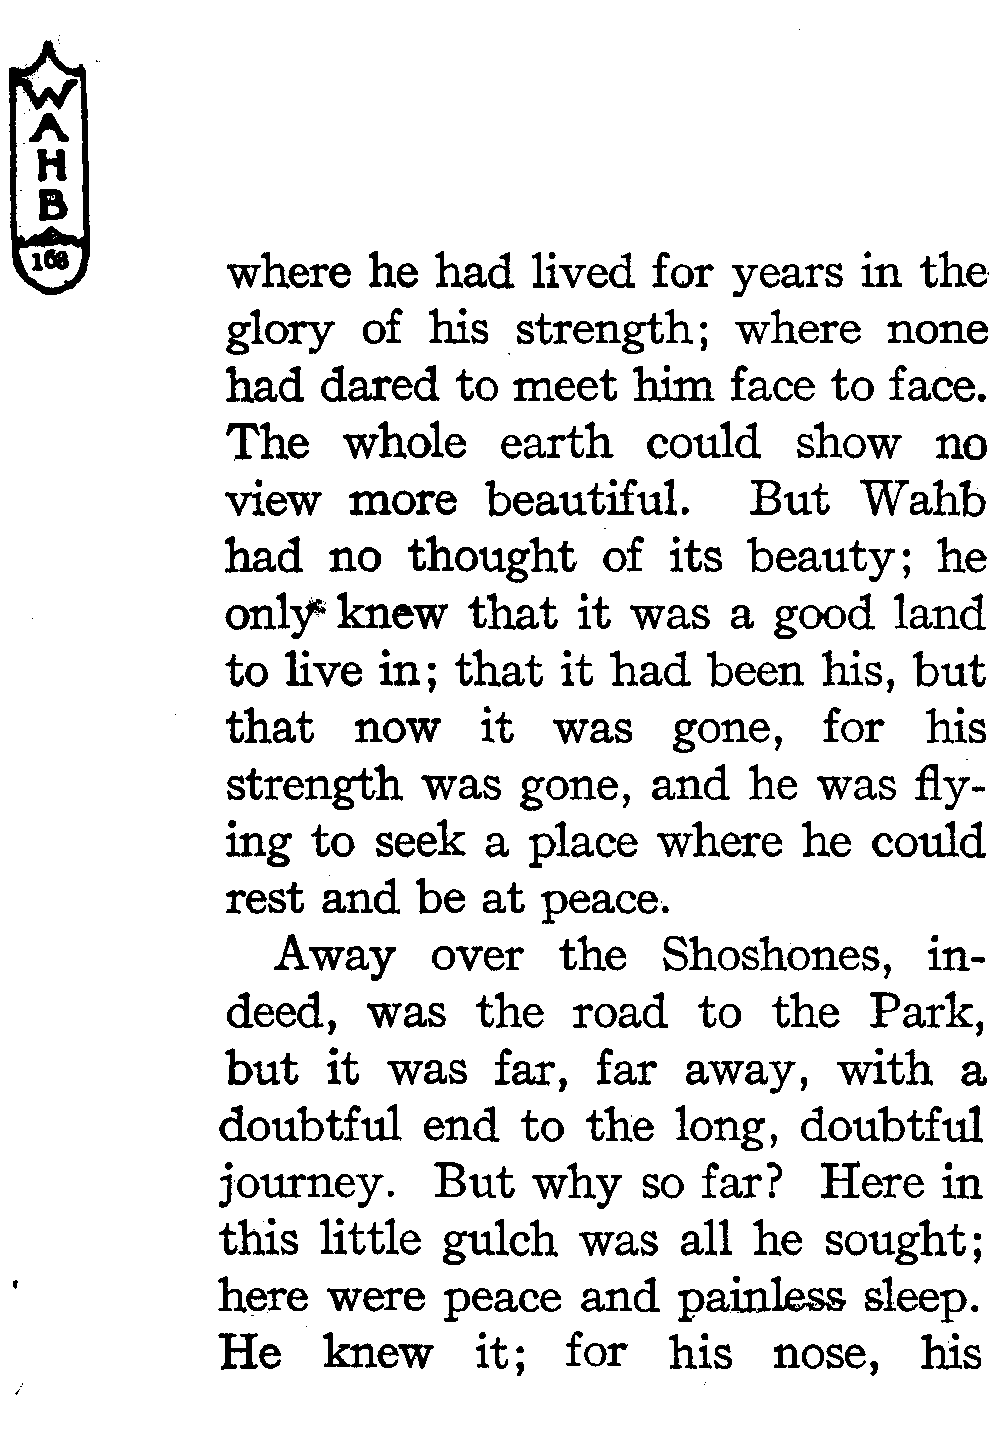 WAHB
168
where he had lived for years in the
glory of his strength; where none
had dared to meet him face to face.
The whole earth could show no
view more beautiful. But Wahb
had no thought of its beauty; he
only knew that it was a good land
to live in; that it had been his, but
that now it was gone, for his
strength was gone, and he was fly-
ing to seek a place where he could
rest and be at peace.
Away over the Shoshones, in-
deed, was the road to the Park,
but it was far, far away, with a
doubtful end to the long, doubtful
journey. But why so far? Here in
this little gulch was all he sought;
here were peace and painless sleep.
He knew it; for his nose, his